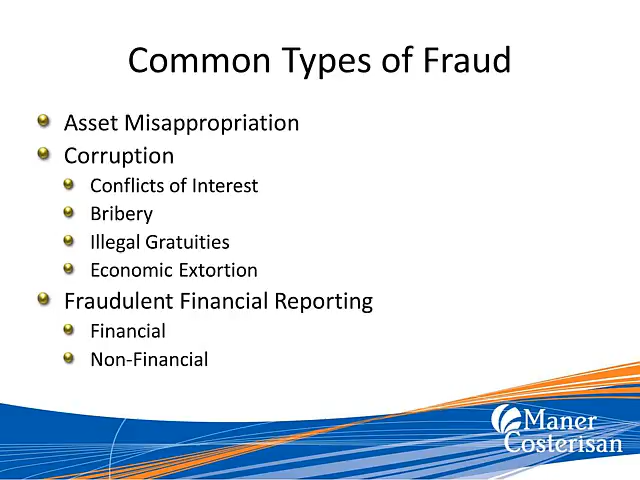 Common Types of Fraud
Asset Misappropriation
Corruption
Conflicts of Interest
Bribery
Illegal Gratuities
Economic Extortion
Fraudulent Financial Reporting
Financial
Non-Financial
Maner
Costerisan